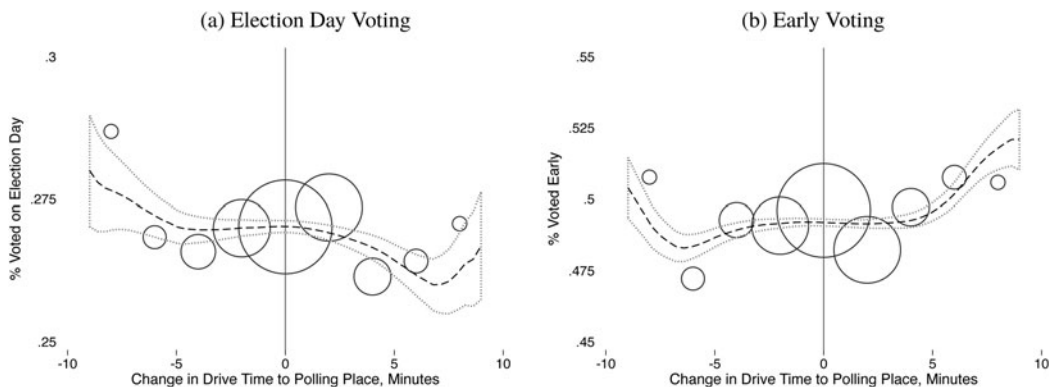 (a) Election Day Voting
% Voted on Election Day
.3
.275
.25
-10 -5 0 5 10
Change in Drive Time to Polling Place, Minutes
(b) Early Voting
% Voted Early
.55
.525
.5
.475
.45
-10 -5 0 5 10
Change in Drive Time to Polling Place, Minutes